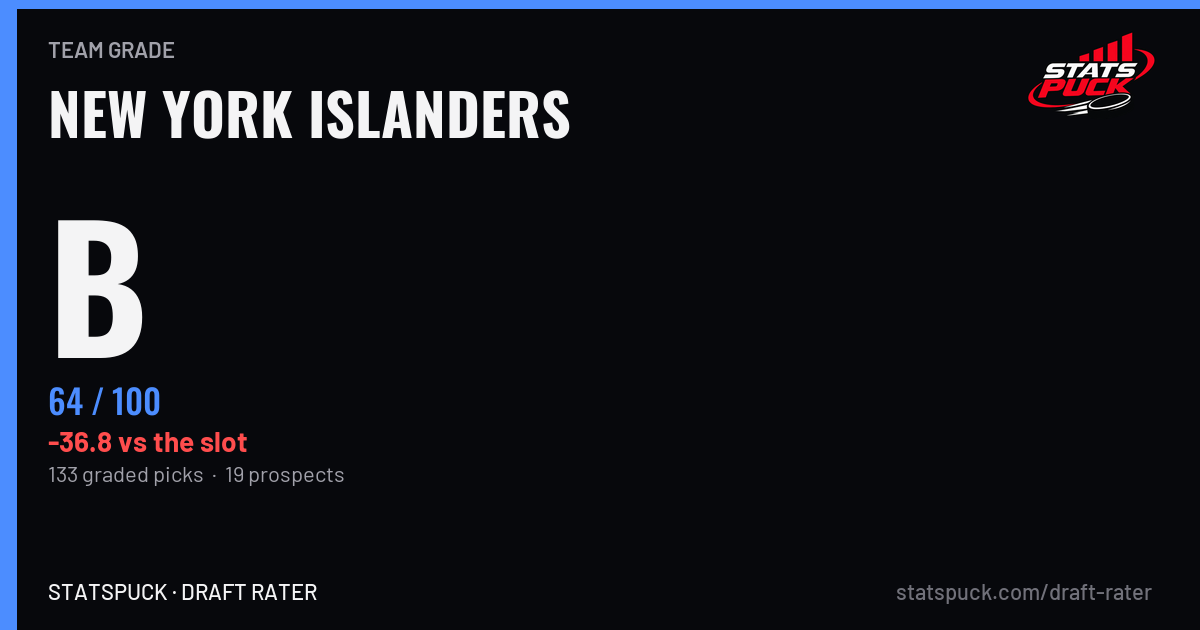 TEAM GRADE
STATS
PUCK
NEW YORK ISLANDERS
B
64 / 100
-36.8 vs the slot
133 graded picks · 19 prospects
STATSPUCK · DRAFT RATER
statspuck.com/draft-rater